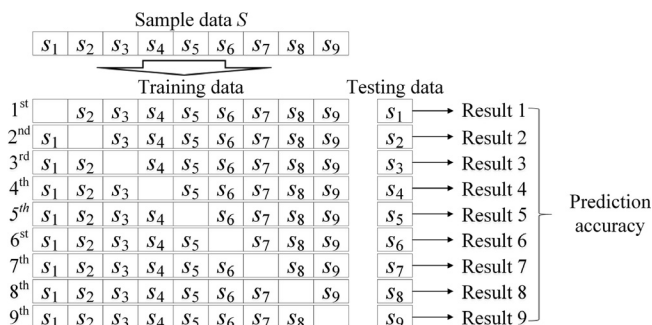 Sample data S
s1 s2 s3 s4 s5 s6 s7 s8 s9
Training data Testing data
1st s2 s3 s4 s5 s6 s7 s8 s9 s1 Result 1
2nd s1 s3 s4 s5 s6 s7 s8 s9 s2 Result 2
3rd s1 s2 s4 s5 s6 s7 s8 s9 s3 Result 3
4th s1 s2 s3 s5 s6 s7 s8 s9 s4 Result 4
5th s1 s2 s3 s4 s6 s7 s8 s9 s5 Result 5
6st s1 s2 s3 s4 s5 s7 s8 s9 s6 Result 6
7th s1 s2 s3 s4 s5 s6 s8 s9 s7 Result 7
8th s1 s2 s3 s4 s5 s6 s7 s9 s8 Result 8
9th s1 s2 s3 s4 s5 s6 s7 s8 s9 Result 9
Prediction
accuracy